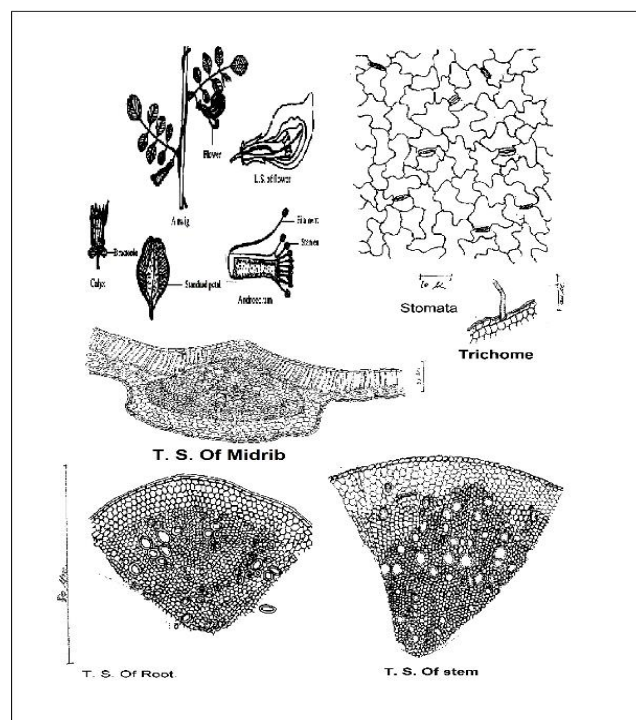 Flower
L.S. of flower
A twig
Bracteole
Calyx
Standard petal
Filament
Stamen
Androecium
10 µ
Stomata
Trichome
T. S. Of Midrib
T. S. Of Root
T. S. Of stem